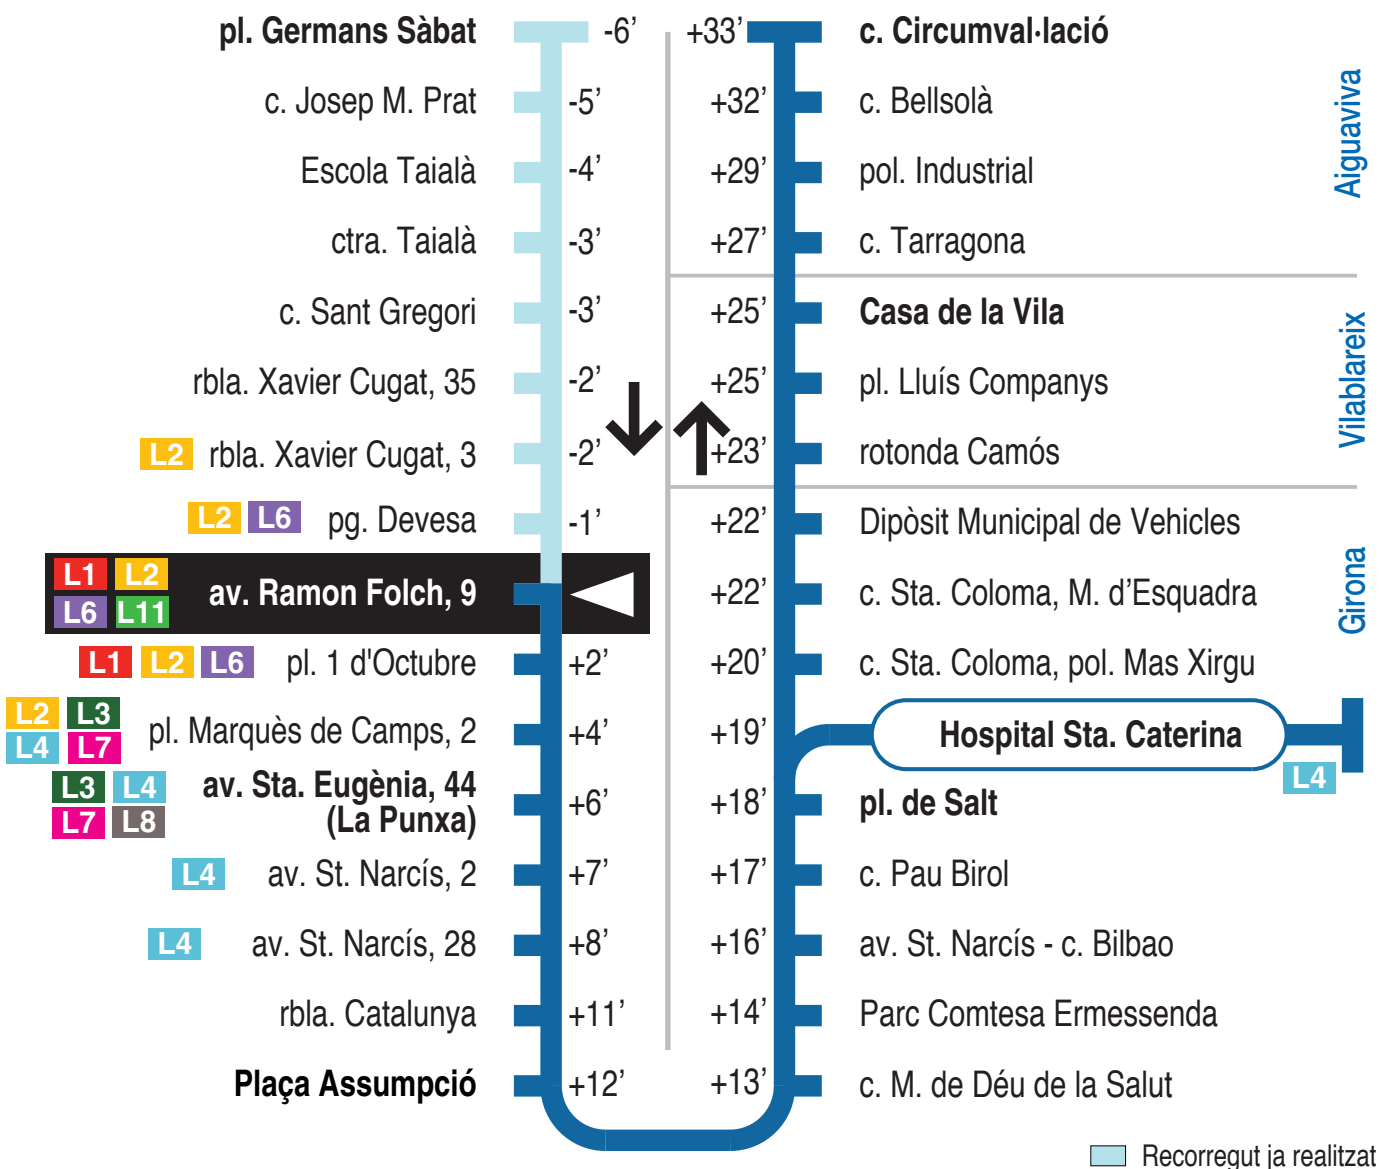 pl. Germans Sàbat -6’
c. Josep M. Prat -5’
Escola Taialà -4’
ctra. Taialà -3’
c. Sant Gregori -3’
rbla. Xavier Cugat, 35 -2’
L2 rbla. Xavier Cugat, 3 -2’
L2 L6 pg. Devesa -1’
L1 L2
av. Ramon Folch, 9
L6 L11
L1 L2 L6 pl. 1 d'Octubre +2’
L2 L3
pl. Marquès de Camps, 2 +4’
L4 L7
L3 L4 av. Sta. Eugènia, 44 +6’
L7 L8 (La Punxa)
L4 av. St. Narcís, 2 +7’
L4 av. St. Narcís, 28 +8’
rbla. Catalunya +11’
Plaça Assumpció +12’
+33’ c. Circumval·lació
+32’ c. Bellsolà
+29’ pol. Industrial
+27’ c. Tarragona
Aiguaviva
+25’ Casa de la Vila
+25’ pl. Lluís Companys
+23’ rotonda Camós
Vilablareix
+22’ Dipòsit Municipal de Vehicles
+22’ c. Sta. Coloma, M. d’Esquadra
+20’ c. Sta. Coloma, pol. Mas Xirgu
Girona
+19’ Hospital Sta. Caterina
L4
+18’ pl. de Salt
+17’ c. Pau Birol
+16’ av. St. Narcís - c. Bilbao
+14’ Parc Comtesa Ermessenda
+13’ c. M. de Déu de la Salut
Recorregut ja realitzat